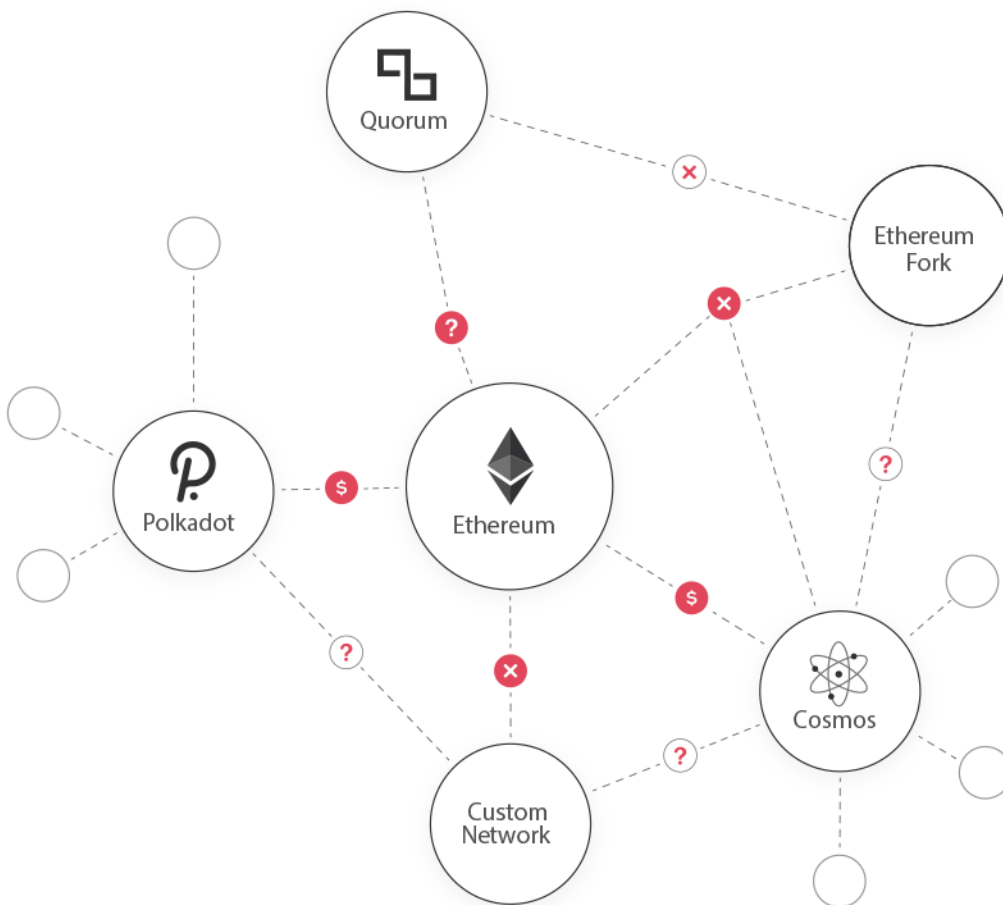 Quorum
×
Ethereum
Fork
×
?
Polkadot
$
Ethereum
?
$
?
×
Cosmos
?
Custom
Network